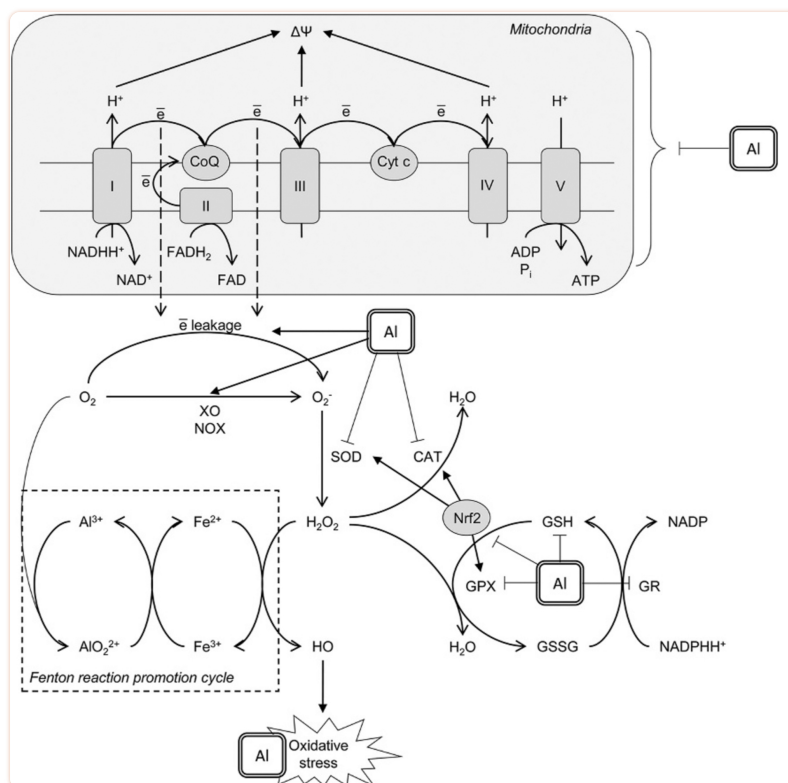 ΔΨ
Mitochondria
H⁺
H⁺
H⁺
H⁺
e̅
e̅
e̅
e̅
Al
CoQ
Cyt c
I
III
IV
V
e̅
II
NADHH⁺
FADH₂
ADP
Pᵢ
NAD⁺
FAD
ATP
e̅ leakage
Al
O₂
O₂⁻
H₂O
XO
NOX
SOD
CAT
Al³⁺
Fe²⁺
H₂O₂
Nrf2
GSH
NADP
GPX
Al
GR
AlO₂²⁺
Fe³⁺
HO
H₂O
GSSG
NADPHH⁺
Fenton reaction promotion cycle
Al
Oxidative
stress